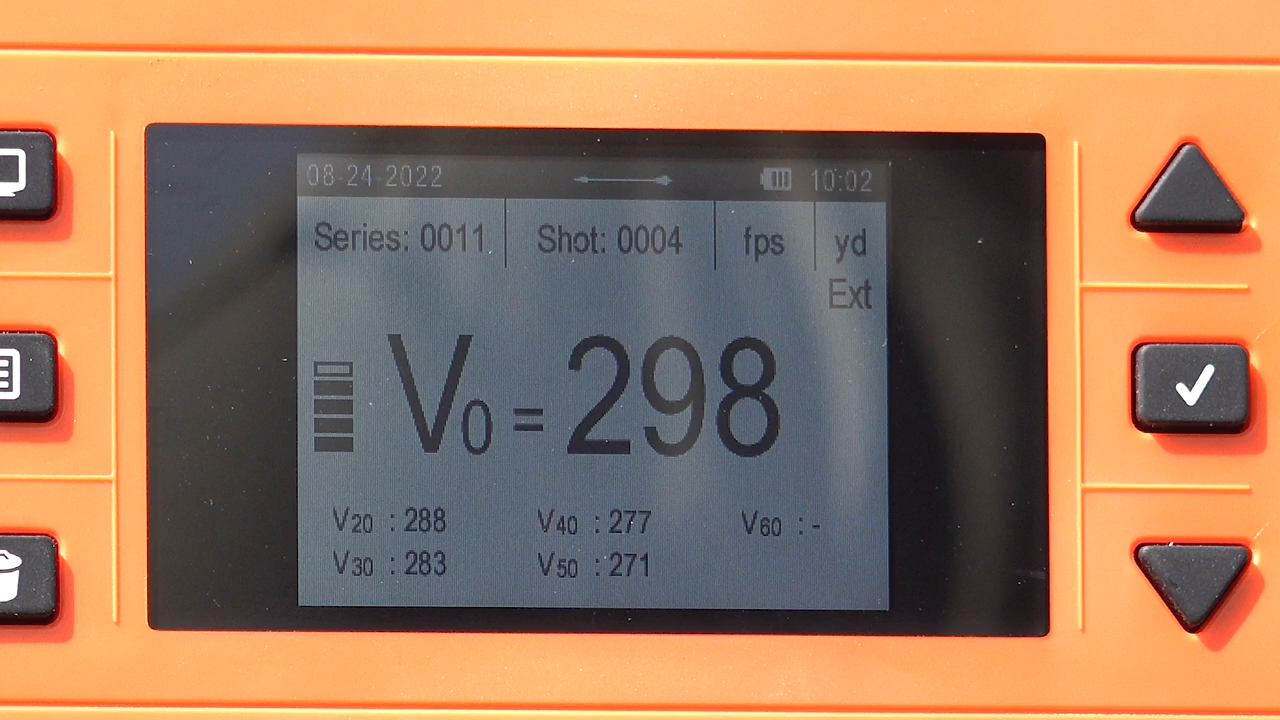 08-24-2022 10:02
Series: 0011 Shot: 0004 fps yd
Ext
V0 = 298
V20 : 288 V40 : 277 V60 : -
V30 : 283 V50 : 271